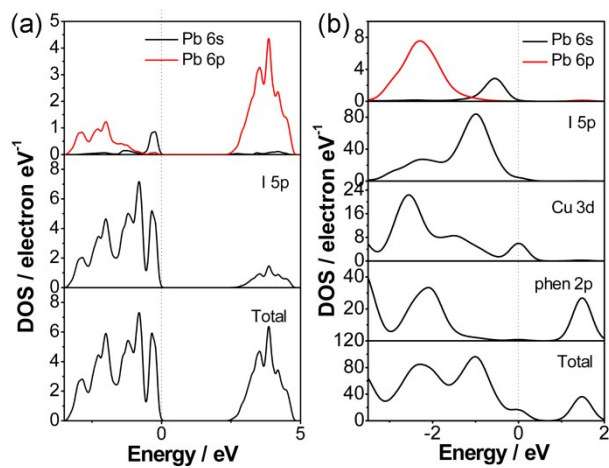 (a)
Pb 6s
Pb 6p
5
4
3
2
1
0
I 5p
8
6
4
2
0
Total
8
6
4
2
0
DOS / electron eV⁻¹
0
5
Energy / eV
(b)
Pb 6s
Pb 6p
8
4
0
I 5p
80
40
0
Cu 3d
24
12
0
phen 2p
20
120
Total
80
40
0
DOS / electron eV⁻¹
-2
0
2
Energy / eV